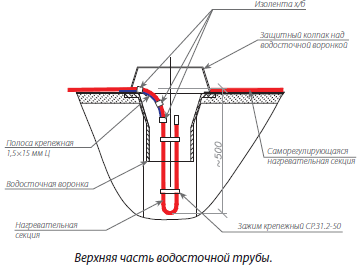 Изолента х/б
Защитный колпак над
водосточной воронкой
Полоса крепежная
1,5×15 мм Ц
Водосточная воронка
Нагревательная
секция
~500
Саморегулирующаяся
нагревательная секция
Зажим крепежный СР.31.2-50
Верхняя часть водосточной трубы.